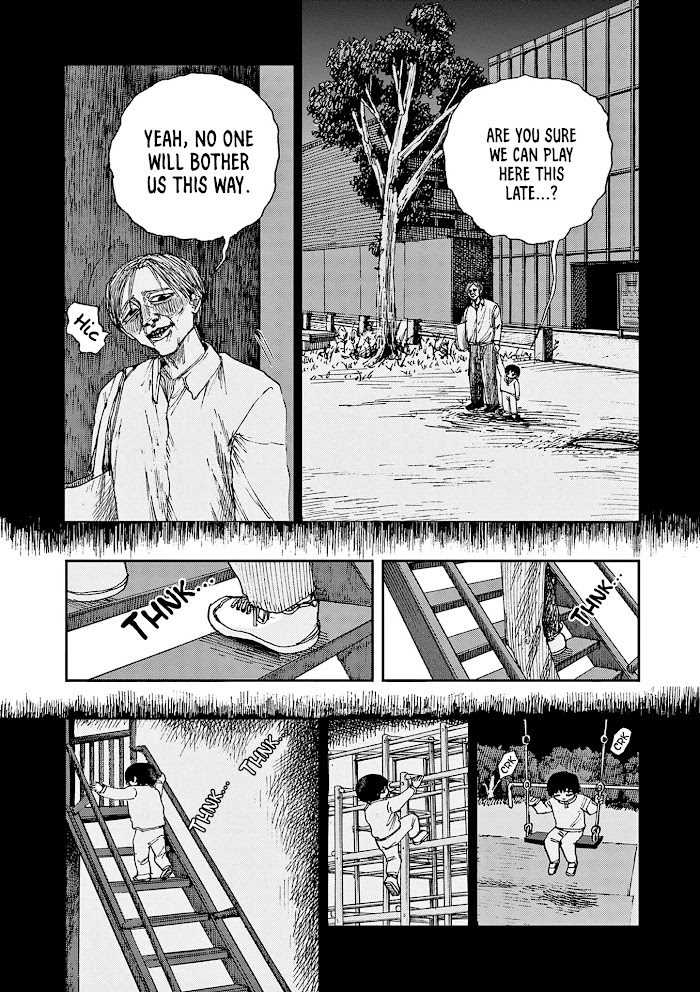 ARE YOU SURE
WE CAN PLAY
HERE THIS
LATE...?
YEAH, NO ONE
WILL BOTHER
US THIS WAY.
Hic
THNK...
THNK...
CRK
CRK
THNK...
THNK...